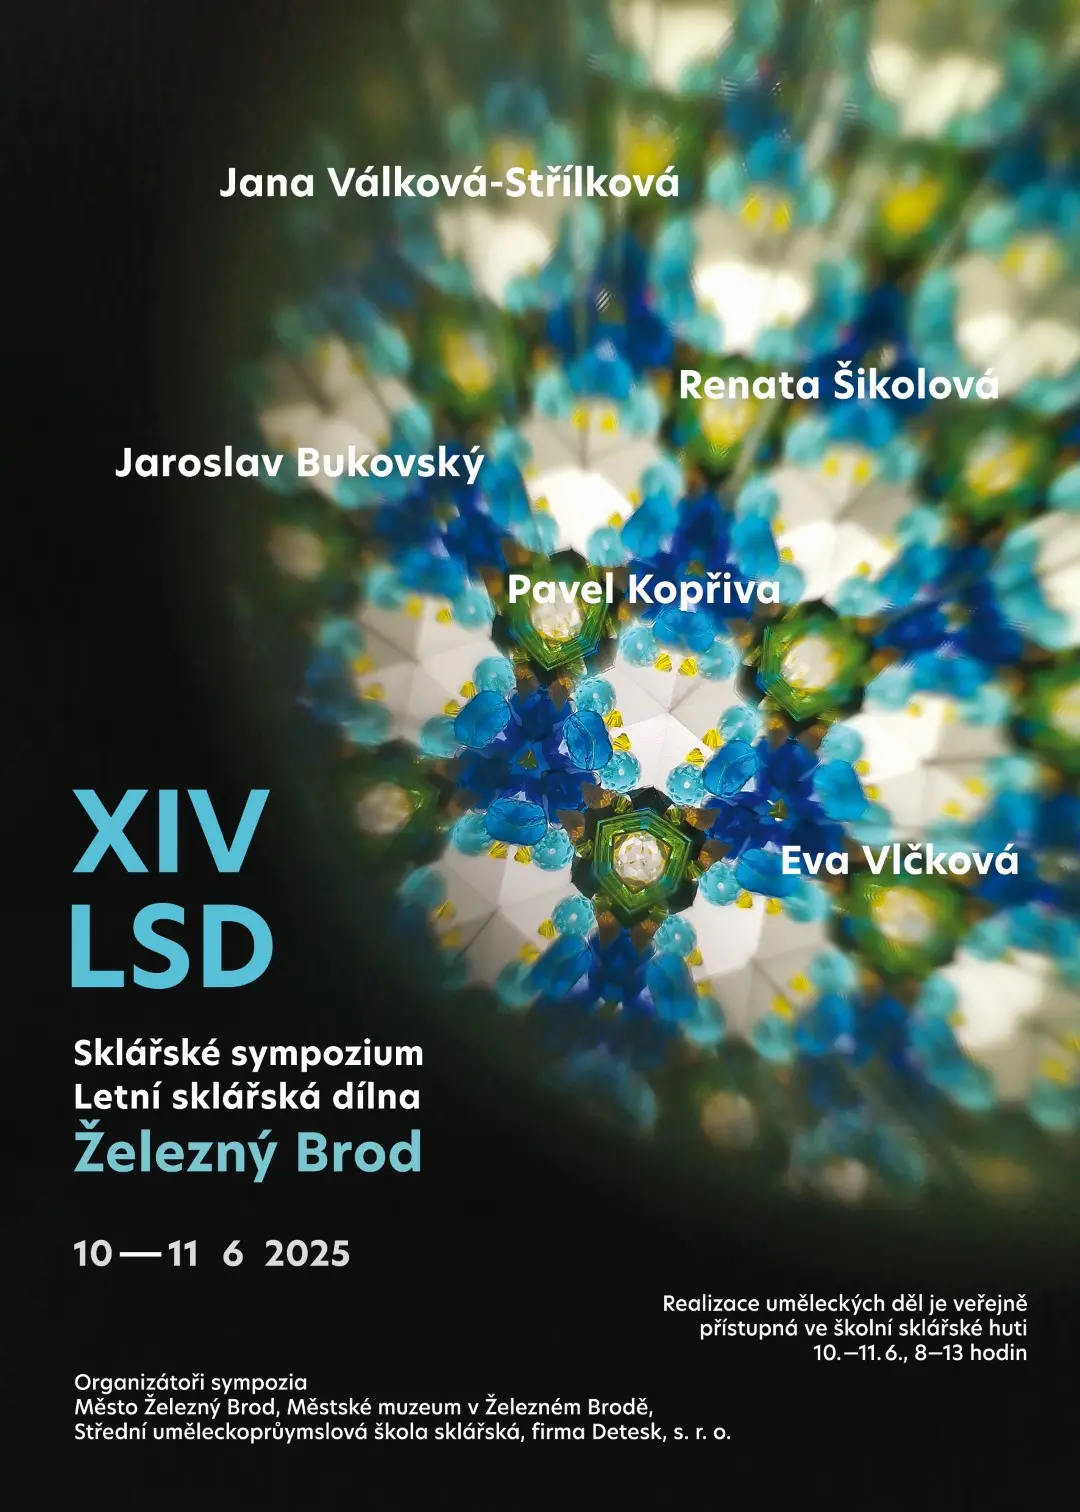 Jana Válková-Střílková
Renata Šikolová
Jaroslav Bukovský
Pavel Kopřiva
Eva Vlčková
XIV
LSD
Sklářské sympozium
Letní sklářská dílna
Železný Brod
10—11 6 2025
Realizace uměleckých děl je veřejně
přístupná ve školní sklářské huti
10.—11. 6., 8—13 hodin
Organizátoři sympozia
Město Železný Brod, Městské muzeum v Železném Brodě,
Střední uměleckoprůymslová škola sklářská, firma Detesk, s. r. o.